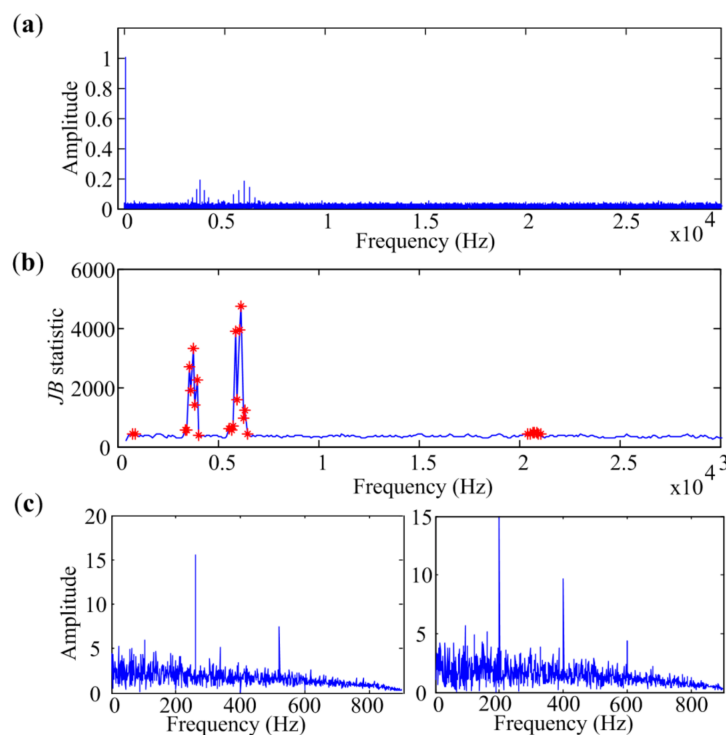 (a)
Amplitude
1
0.8
0.6
0.4
0.2
0
0 0.5 1 1.5 2 2.5 4
Frequency (Hz) x10
(b)
JB statistic
6000
4000
2000
0
0 0.5 1 1.5 2 2.5 3
Frequency (Hz) x10 4
(c)
Amplitude
20
15
10
5
0
0 200 400 600 800
Frequency (Hz)
15
10
5
0
0 200 400 600 800
Frequency (Hz)